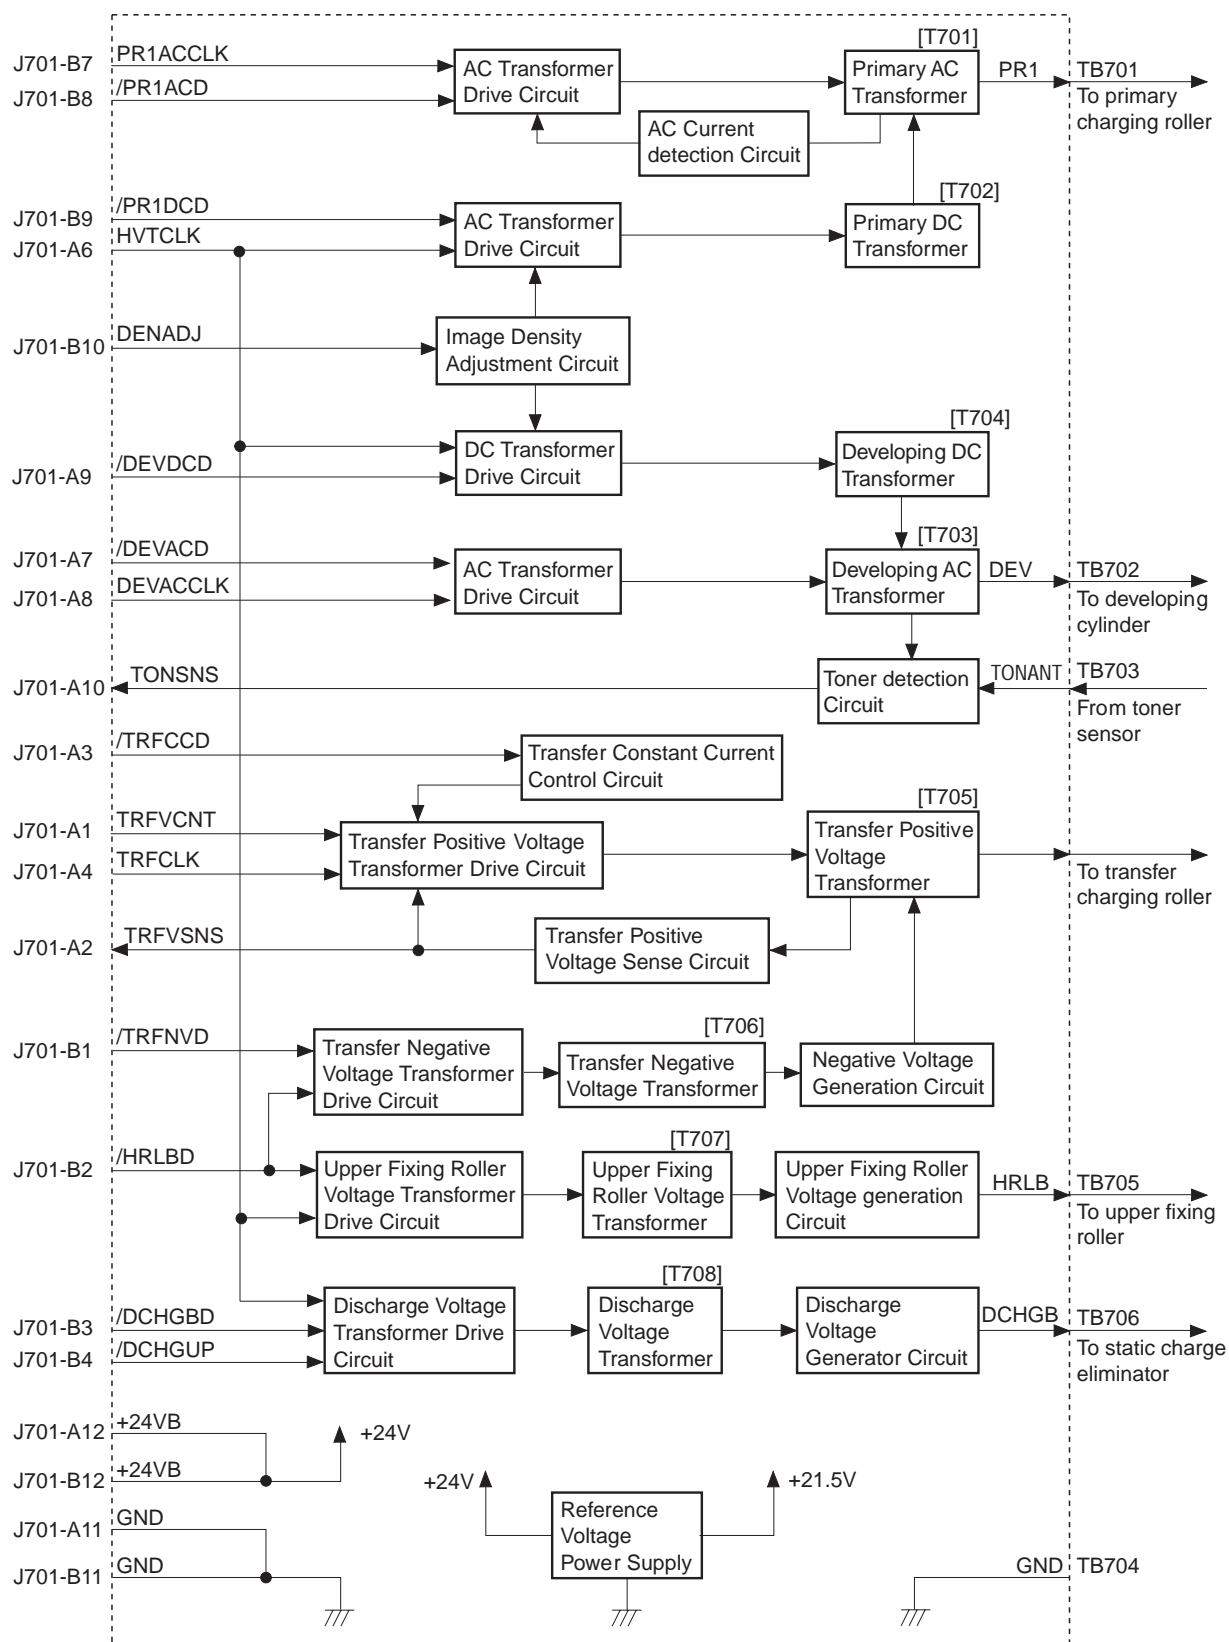 [T701]
J701-B7 PR1ACCLK
AC Transformer
Drive Circuit
Primary AC
Transformer
PR1 TB701
J701-B8 /PR1ACD
To primary
charging roller
AC Current
detection Circuit
[T702]
J701-B9 /PR1DCD
J701-A6 HVTCLK
AC Transformer
Drive Circuit
Primary DC
Transformer
J701-B10 DENADJ
Image Density
Adjustment Circuit
[T704]
DC Transformer
Drive Circuit
Developing DC
Transformer
J701-A9 /DEVDCD
[T703]
J701-A7 /DEVACD
J701-A8 DEVACCLK
AC Transformer
Drive Circuit
Developing AC
Transformer
DEV TB702
To developing
cylinder
J701-A10 TONSNS
Toner detection
Circuit
TONANT TB703
From toner
sensor
J701-A3 /TRFCCD
Transfer Constant Current
Control Circuit
[T705]
J701-A1 TRFVCNT
J701-A4 TRFCLK
Transfer Positive Voltage
Transformer Drive Circuit
Transfer Positive
Voltage
Transformer
To transfer
charging roller
J701-A2 TRFVSNS
Transfer Positive
Voltage Sense Circuit
[T706]
J701-B1 /TRFNVD
Transfer Negative
Voltage Transformer
Drive Circuit
Transfer Negative
Voltage Transformer
Negative Voltage
Generation Circuit
[T707]
J701-B2 /HRLBD
Upper Fixing Roller
Voltage Transformer
Drive Circuit
Upper Fixing
Roller Voltage
Transformer
Upper Fixing Roller
Voltage generation
Circuit
HRLB TB705
To upper fixing
roller
[T708]
J701-B3 /DCHGBD
J701-B4 /DCHGUP
Discharge Voltage
Transformer Drive
Circuit
Discharge
Voltage
Transformer
Discharge
Voltage
Generator Circuit
DCHGB TB706
To static charge
eliminator
J701-A12 +24VB
+24V
J701-B12 +24VB
+24V
+21.5V
J701-A11 GND
Reference
Voltage
Power Supply
J701-B11 GND
GND TB704